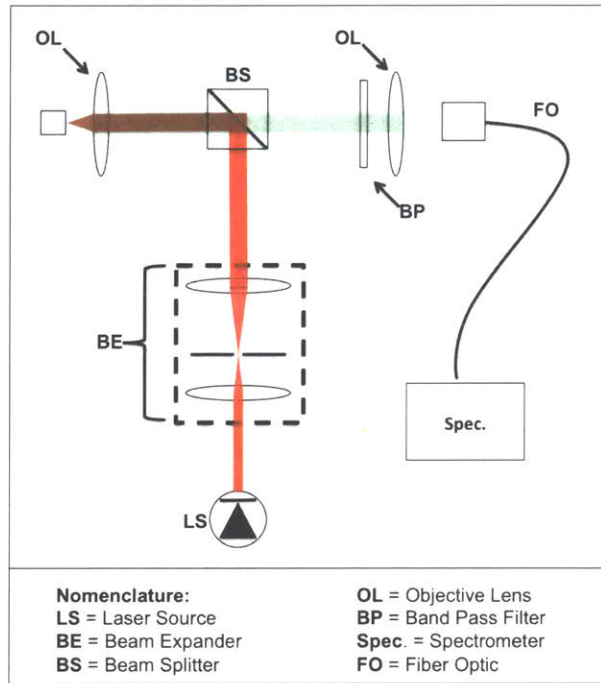 OL
OL
BS
FO
BP
BE
Spec.
LS
Nomenclature:
LS = Laser Source
BE = Beam Expander
BS = Beam Splitter
OL = Objective Lens
BP = Band Pass Filter
Spec. = Spectrometer
FO = Fiber Optic